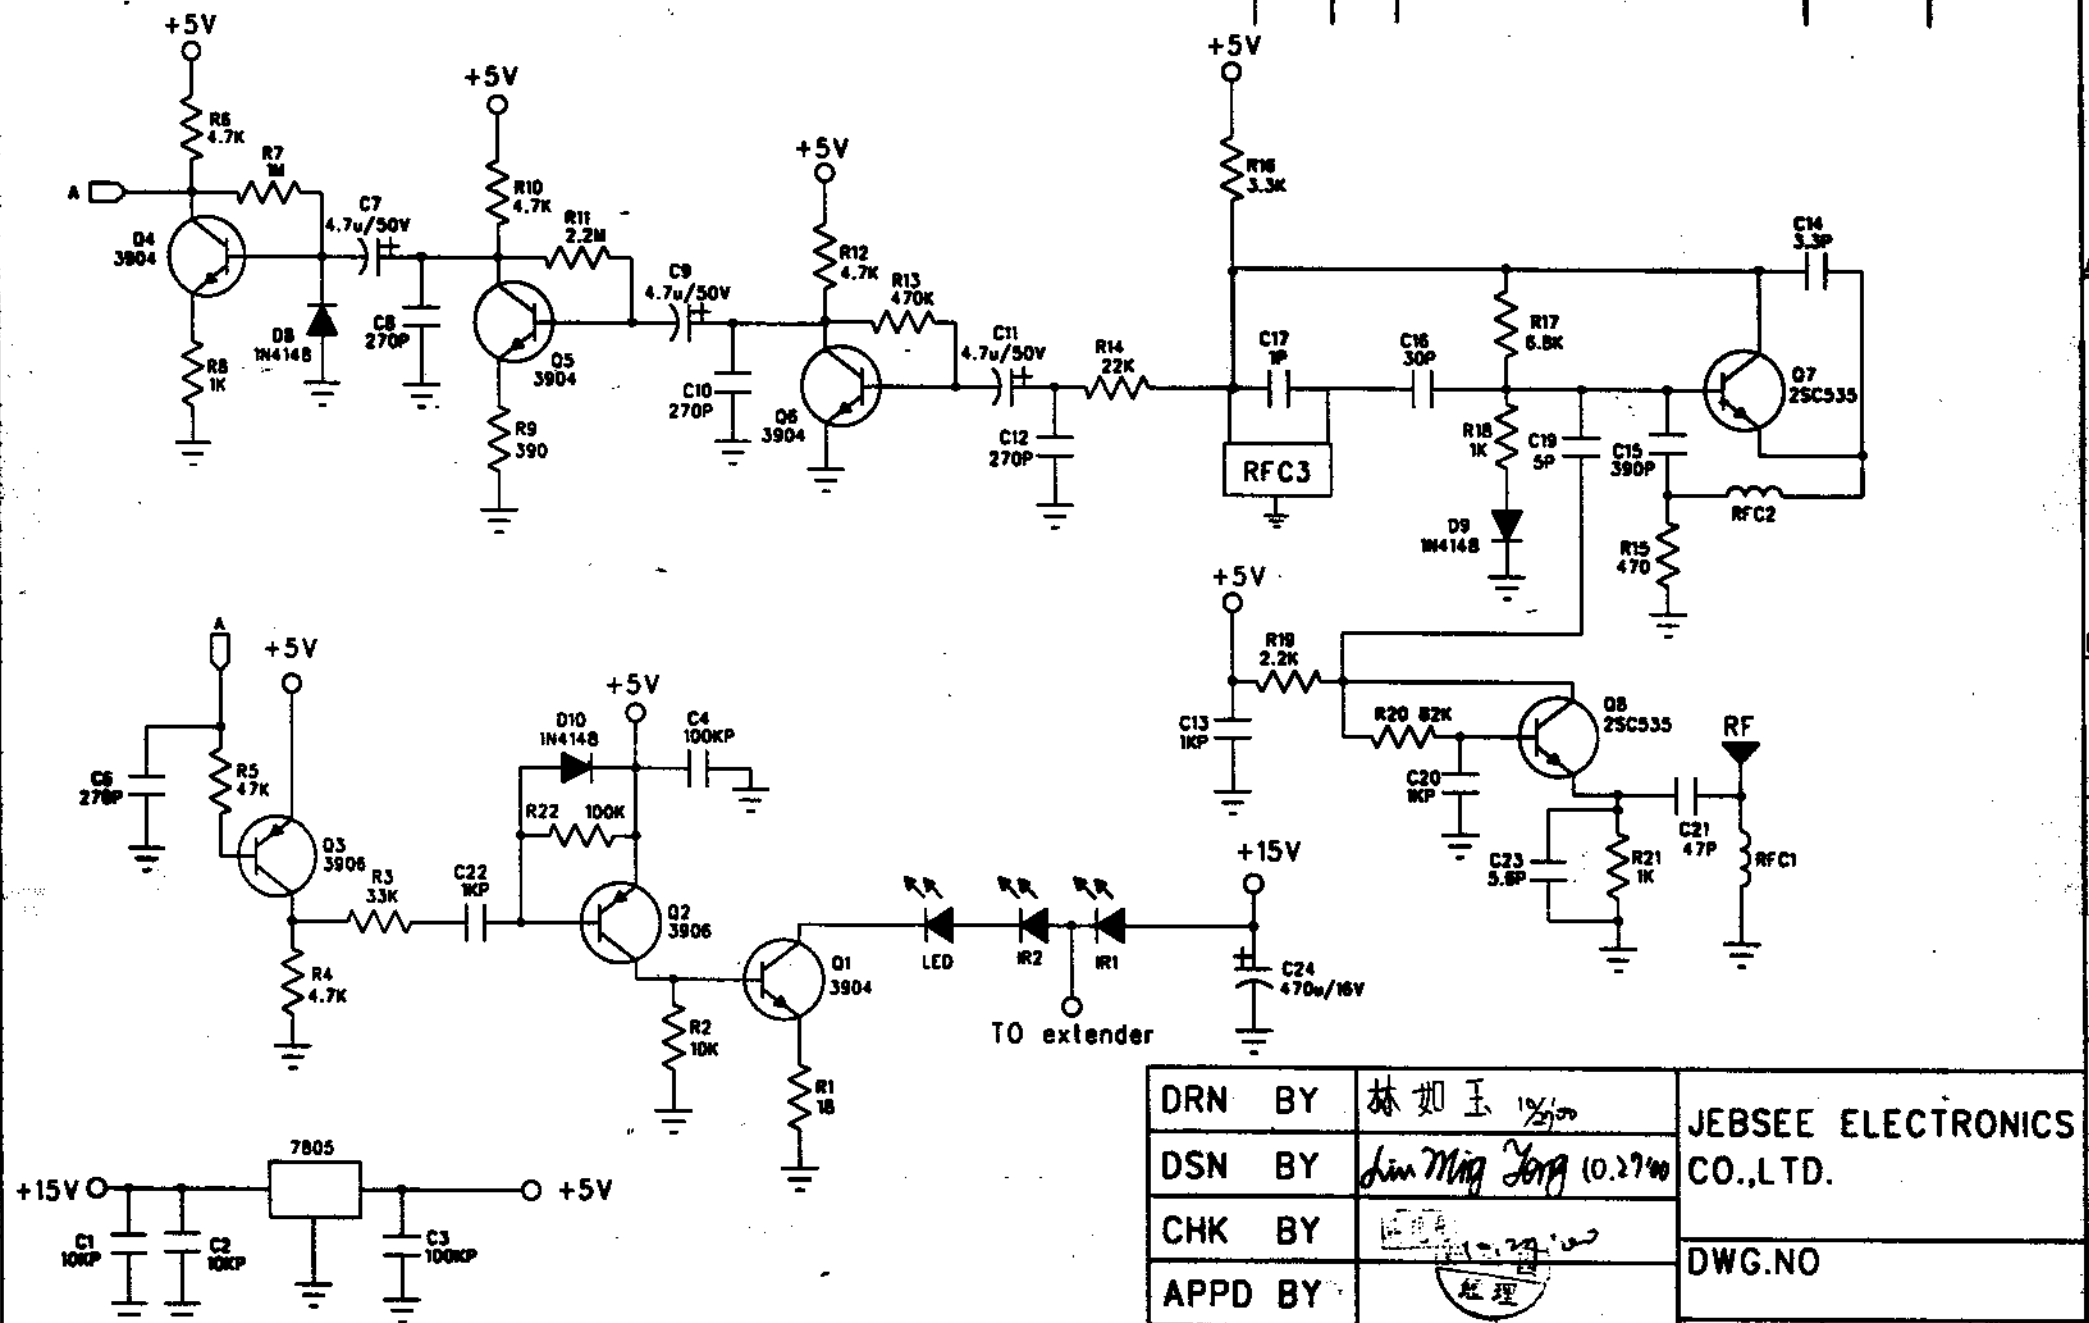 +5V
R6
4.7K
R7
1M
A
Q4
3904
R8
1K
D8
1N4148
C7
4.7u/50V
C8
270P
+5V
R10
4.7K
R11
2.2M
Q5
3904
R9
390
C9
4.7u/50V
C10
270P
+5V
R12
4.7K
R13
470K
Q6
3904
C11
4.7u/50V
C12
270P
R14
22K
+5V
R16
3.3K
C17
1P
RFC3
C16
30P
R17
6.8K
R18
1K
D9
1N4148
C19
5P
C15
390P
R15
470
RFC2
C14
3.3P
Q7
2SC535
+5V
R19
2.2K
C13
1KP
R20 82K
C20
1KP
Q8
2SC535
C23
5.6P
R21
1K
C21
47P
RF
RFC1
A
C6
270P
R5
47K
+5V
Q3
3906
R4
4.7K
R3
33K
C22
1KP
D10
1N4148
R22 100K
+5V
C4
100KP
Q2
3906
R2
10K
Q1
3904
R1
18
LED
IR2
IR1
TO extender
+15V
C24
470u/16V
+15V
C1
10KP
C2
10KP
7805
C3
100KP
+5V
DRN BY 林如玉
DSN BY Lin Ming
CHK BY
APPD BY 經理
JEBSEE ELECTRONICS
CO.,LTD.
DWG.NO